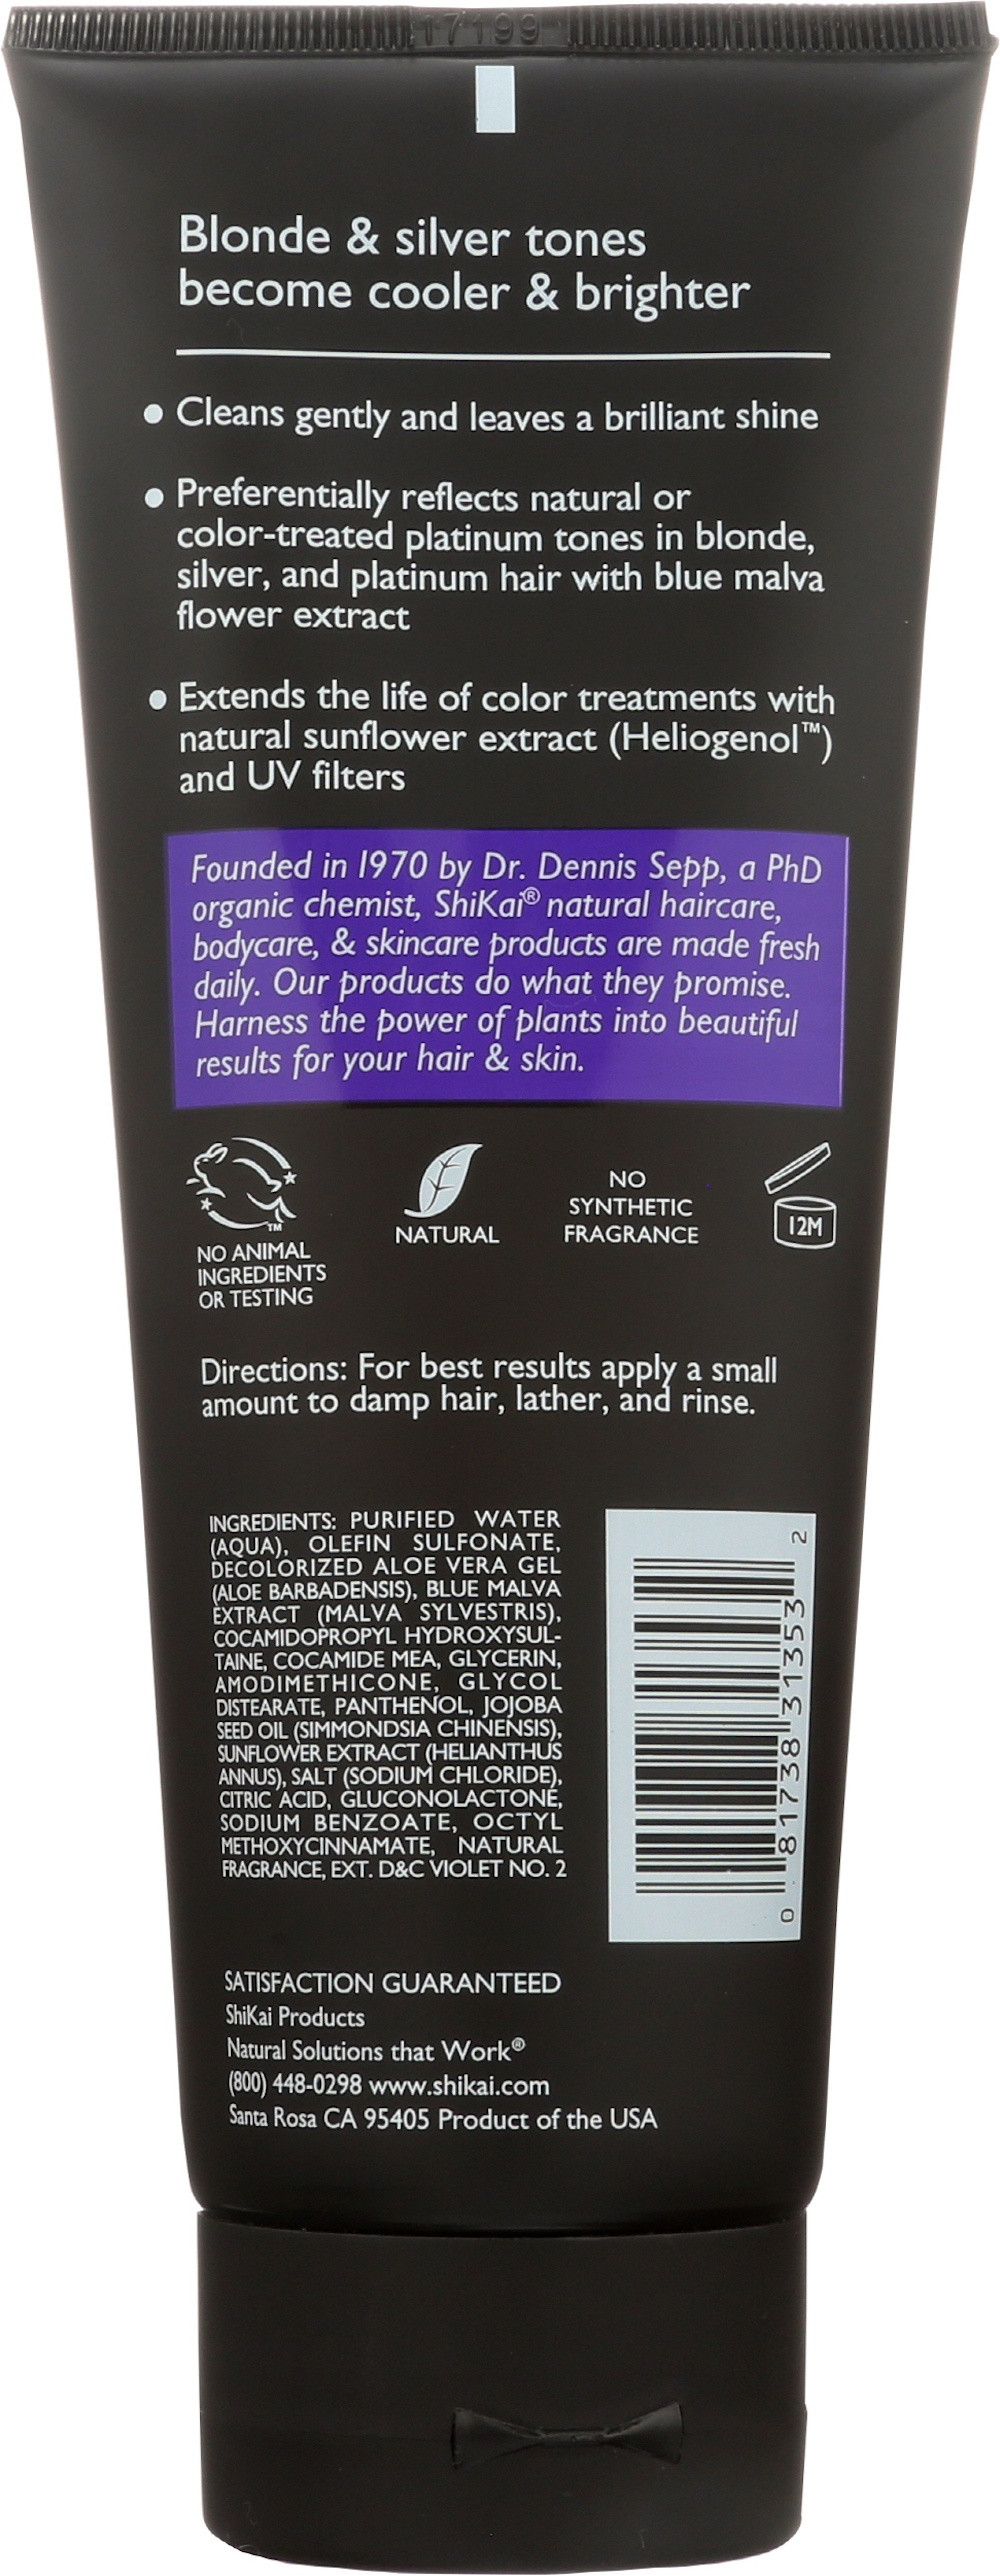 17199
Blonde & silver tones
become cooler & brighter
• Cleans gently and leaves a brilliant shine
• Preferentially reflects natural or
color-treated platinum tones in blonde,
silver, and platinum hair with blue malva
flower extract
• Extends the life of color treatments with
natural sunflower extract (Heliogenol™)
and UV filters
Founded in 1970 by Dr. Dennis Sepp, a PhD
organic chemist, ShiKai® natural haircare,
bodycare, & skincare products are made fresh
daily. Our products do what they promise.
Harness the power of plants into beautiful
results for your hair & skin.
TM
NO ANIMAL
INGREDIENTS
OR TESTING
NATURAL
NO
SYNTHETIC
FRAGRANCE
12M
Directions: For best results apply a small
amount to damp hair, lather, and rinse.
INGREDIENTS: PURIFIED WATER
(AQUA), OLEFIN SULFONATE,
DECOLORIZED ALOE VERA GEL
(ALOE BARBADENSIS), BLUE MALVA
EXTRACT (MALVA SYLVESTRIS),
COCAMIDOPROPYL HYDROXYSUL-
TAINE, COCAMIDE MEA, GLYCERIN,
AMODIMETHICONE, GLYCOL
DISTEARATE, PANTHENOL, JOJOBA
SEED OIL (SIMMONDSIA CHINENSIS),
SUNFLOWER EXTRACT (HELIANTHUS
ANNUS), SALT (SODIUM CHLORIDE),
CITRIC ACID, GLUCONOLACTONE,
SODIUM BENZOATE, OCTYL
METHOXYCINNAMATE, NATURAL
FRAGRANCE, EXT. D&C VIOLET NO. 2
0 81738 31353 2
SATISFACTION GUARANTEED
ShiKai Products
Natural Solutions that Work®
(800) 448-0298 www.shikai.com
Santa Rosa CA 95405 Product of the USA